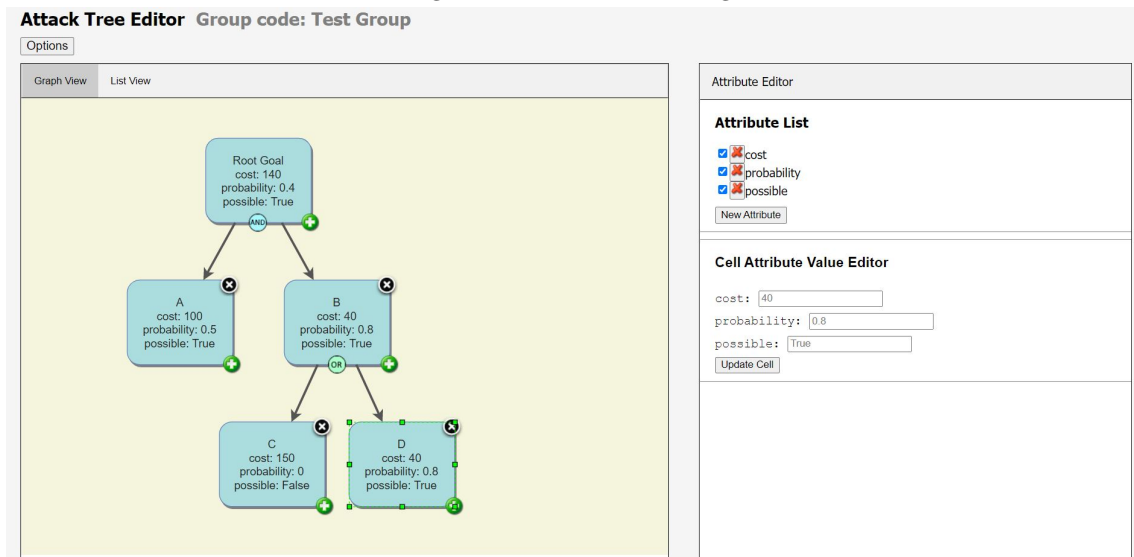 Attack Tree Editor Group code: Test Group
Options
Graph View List View
Root Goal
cost: 140
probability: 0.4
possible: True
AND
A
cost: 100
probability: 0.5
possible: True
B
cost: 40
probability: 0.8
possible: True
OR
C
cost: 150
probability: 0
possible: False
D
cost: 40
probability: 0.8
possible: True
Attribute Editor
Attribute List
cost
probability
possible
New Attribute
Cell Attribute Value Editor
cost: 40
probability: 0.8
possible: True
Update Cell